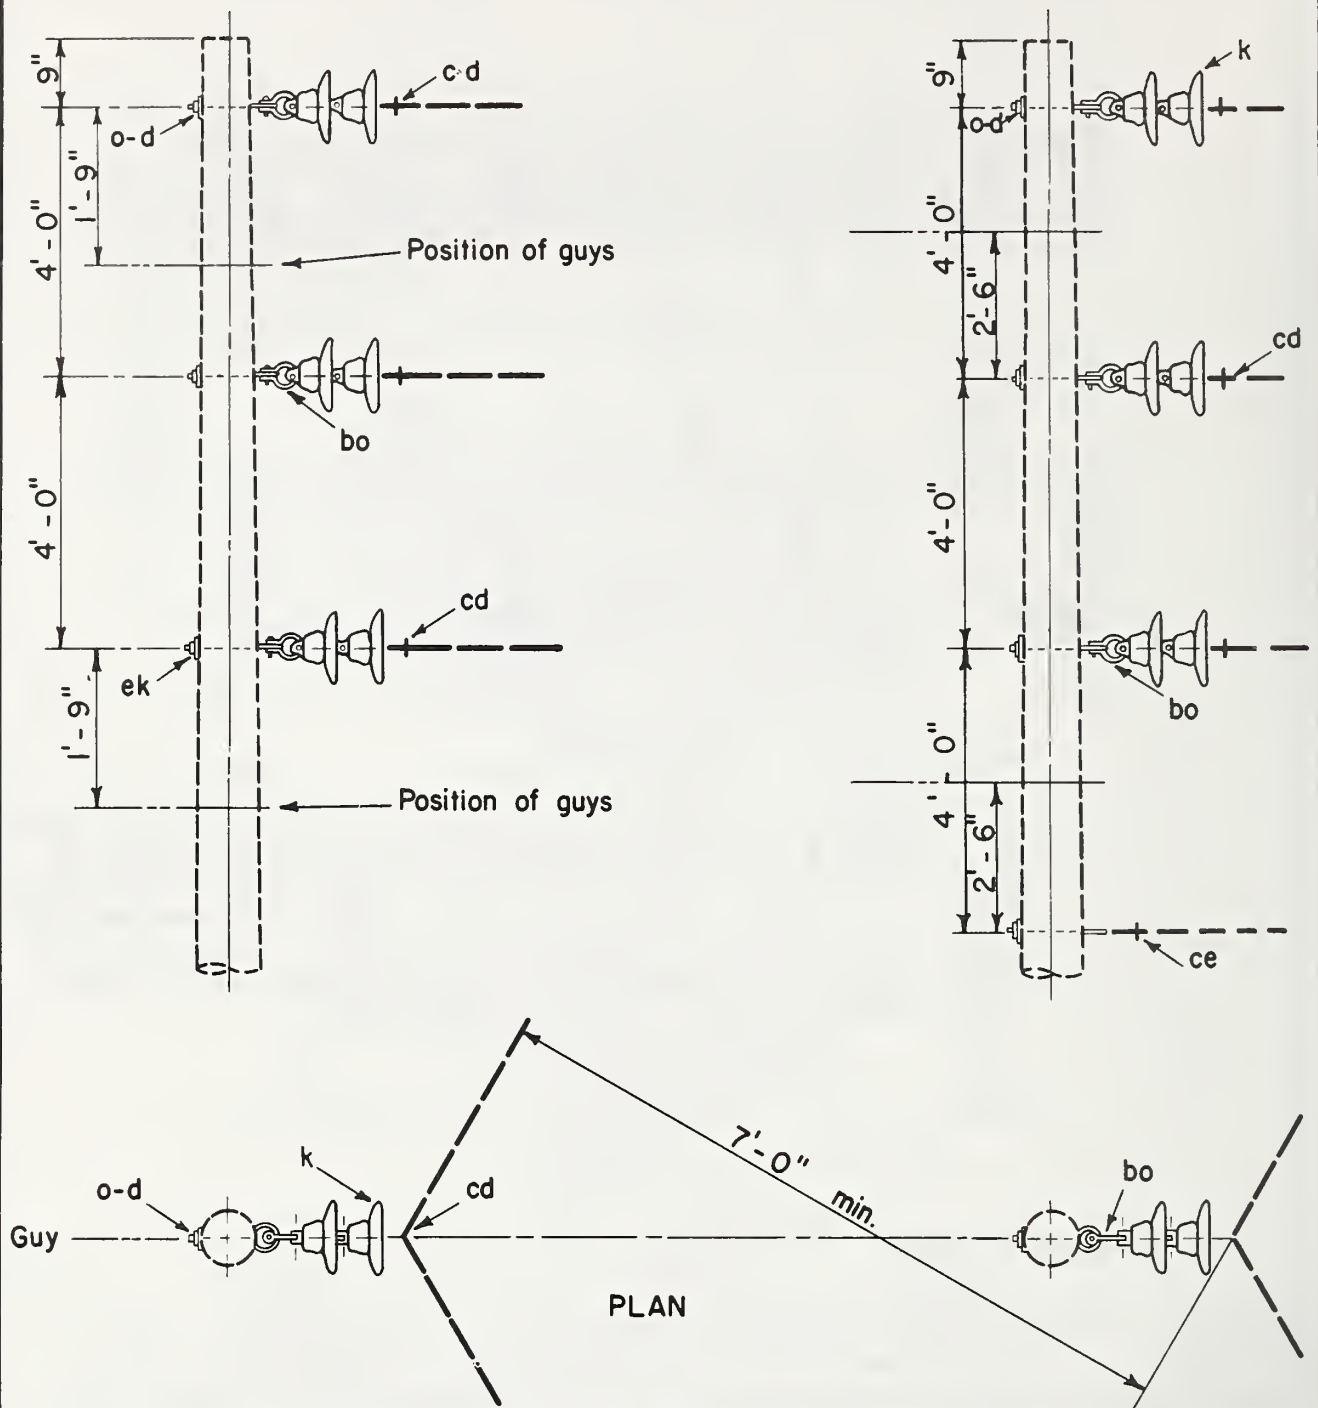 9"
c-d
o-d
1'-9"
4'-0"
Position of guys
bo
4'-0"
cd
ek
1'-9"
Position of guys
k
9"
o-d
4'-0"
2'-6"
cd
4'-0"
bo
4'-0"
2'-6"
ce
k
o-d
cd
Guy
7'-0"
min.
bo
PLAN